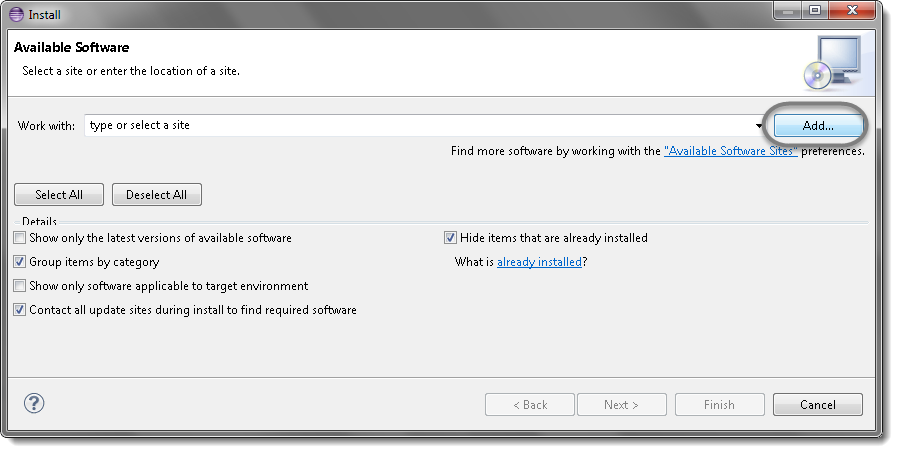 Install
Available Software
Select a site or enter the location of a site.
Work with: type or select a site Add...
Find more software by working with the "Available Software Sites" preferences.
Select All Deselect All
Details
Show only the latest versions of available software Hide items that are already installed
Group items by category What is already installed?
Show only software applicable to target environment
Contact all update sites during install to find required software
? < Back Next > Finish Cancel